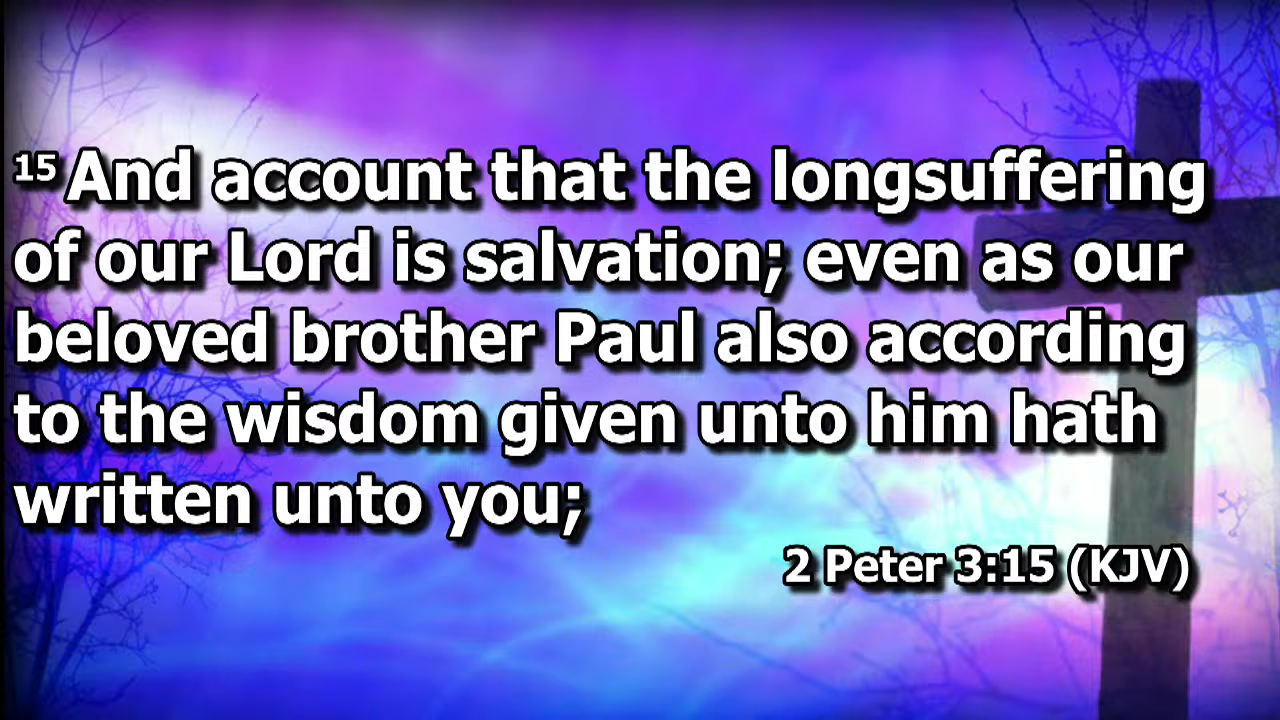 15 And account that the longsuffering
of our Lord is salvation; even as our
beloved brother Paul also according
to the wisdom given unto him hath
written unto you;
2 Peter 3:15 (KJV)